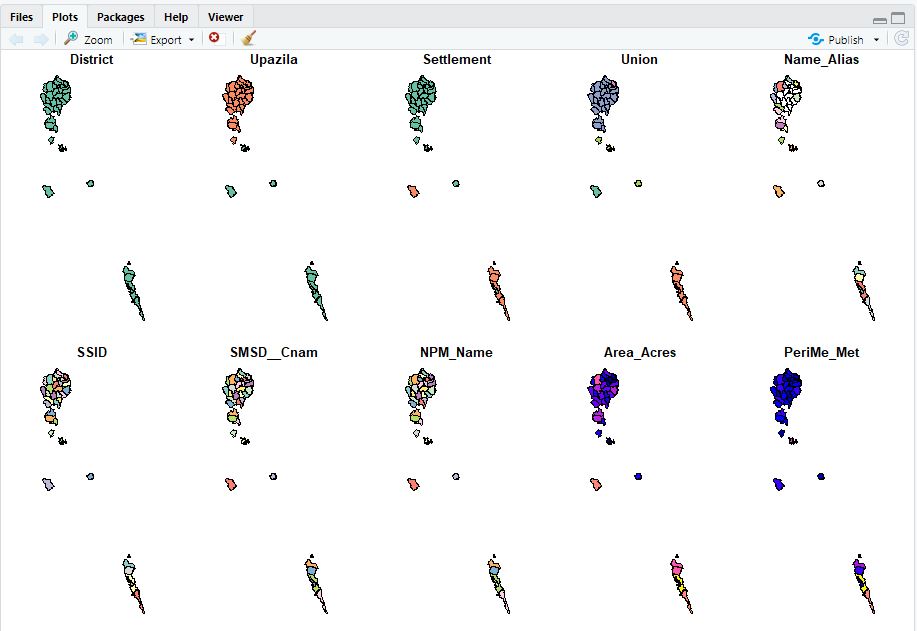 Files Plots Packages Help Viewer
Zoom Export Publish
District Upazila Settlement Union Name_Alias
SSID SMSD__Cnam NPM_Name Area_Acres PeriMe_Met